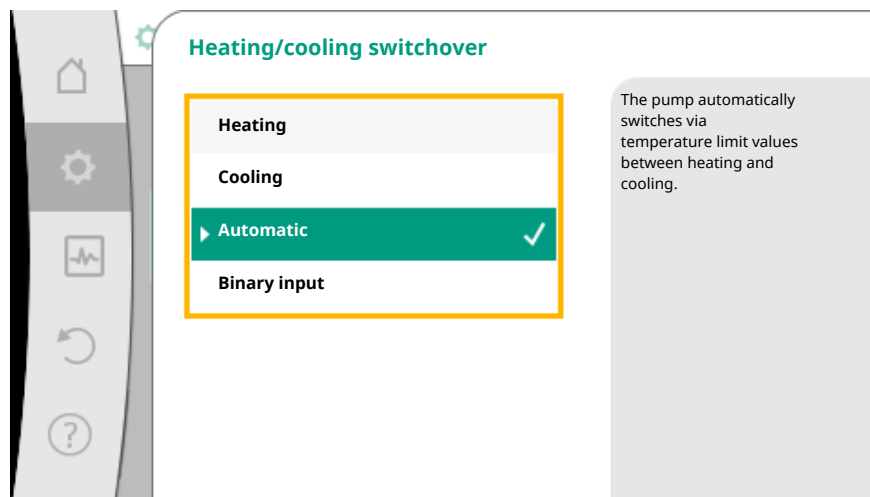 Heating/cooling switchover
Heating
Cooling
Automatic
Binary input
The pump automatically
switches via
temperature limit values
between heating and
cooling.
?